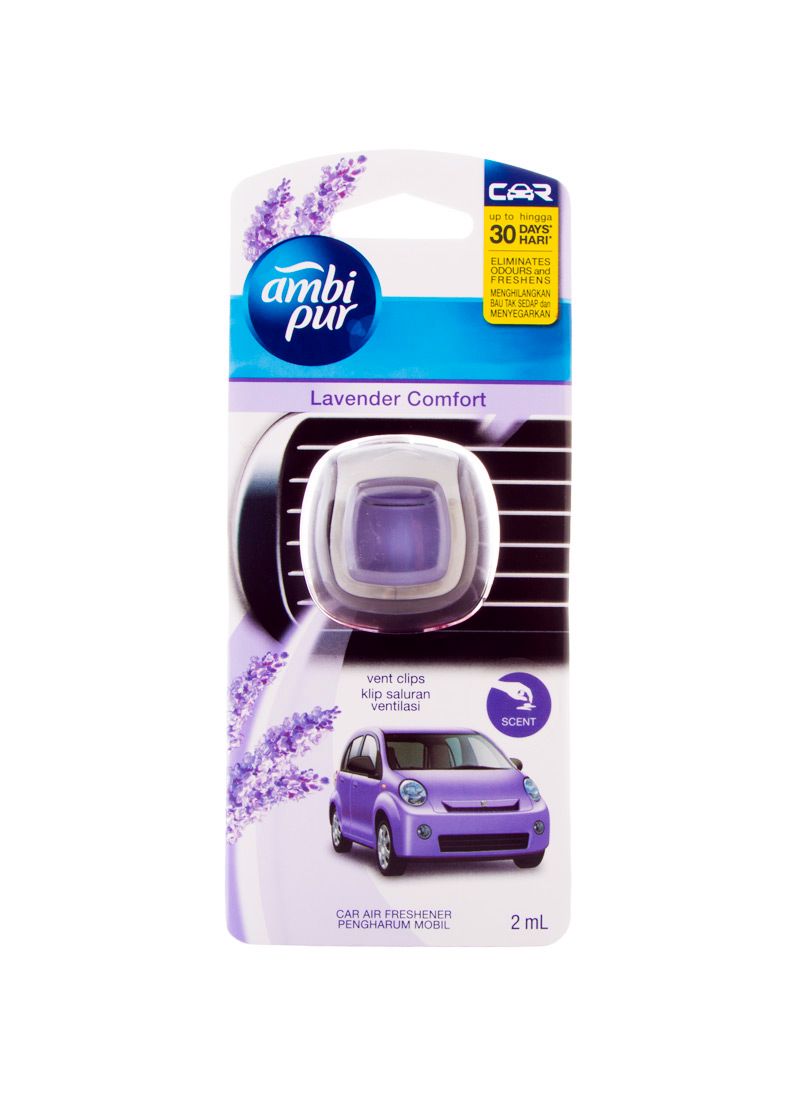 CAR
up to hingga
30 DAYS*
HARI*
ELIMINATES
ODOURS and
FRESHENS
MENGHILANGKAN
BAU TAK SEDAP dan
MENYEGARKAN
ambi
pur
Lavender Comfort
vent clips
klip saluran
ventilasi
SCENT
CAR AIR FRESHENER
PENGHARUM MOBIL
2 mL